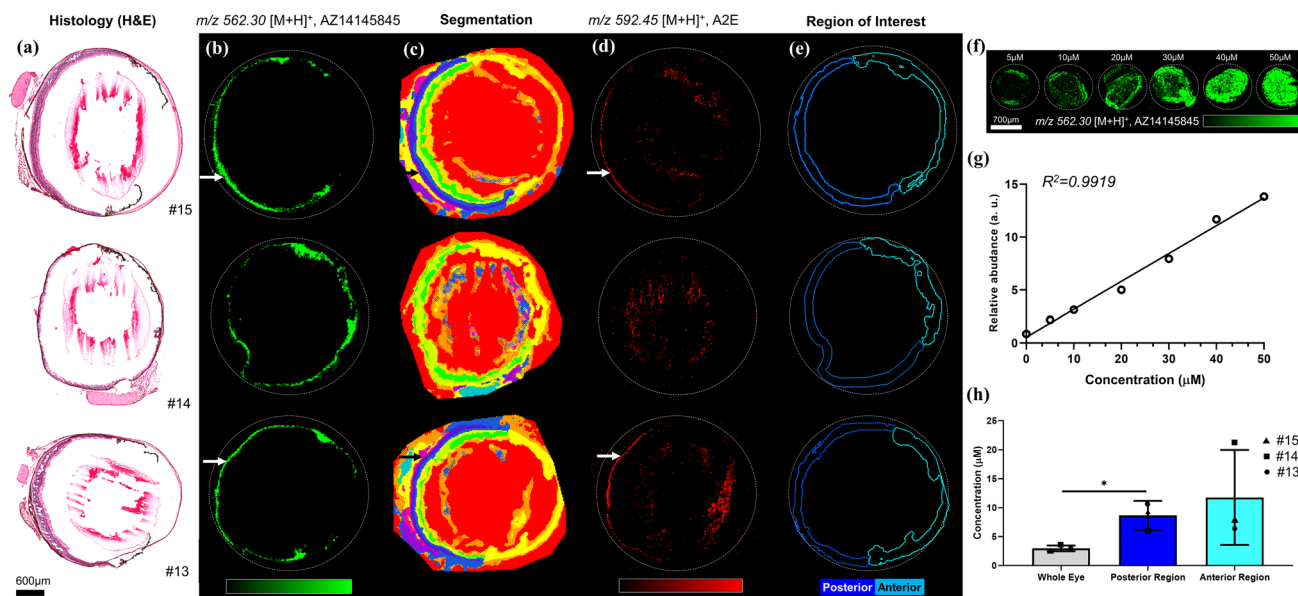 Histology (H&E)
m/z 562.30 [M+H]⁺, AZ14145845
Segmentation
m/z 592.45 [M+H]⁺, A2E
Region of Interest
(a)
(b)
(c)
(d)
(e)
#15
#14
#13
600µm
Posterior Anterior
(f)
5µM 10µM 20µM 30µM 40µM 50µM
700µm
m/z 562.30 [M+H]⁺, AZ14145845
(g)
R²=0.9919
Relative abudance (a. u.)
15
10
5
0 10 20 30 40 50
Concentration (µM)
(h)
Concentration (µM)
25
20
15
10
5
0
*
#15
#14
#13
Whole Eye Posterior Region Anterior Region